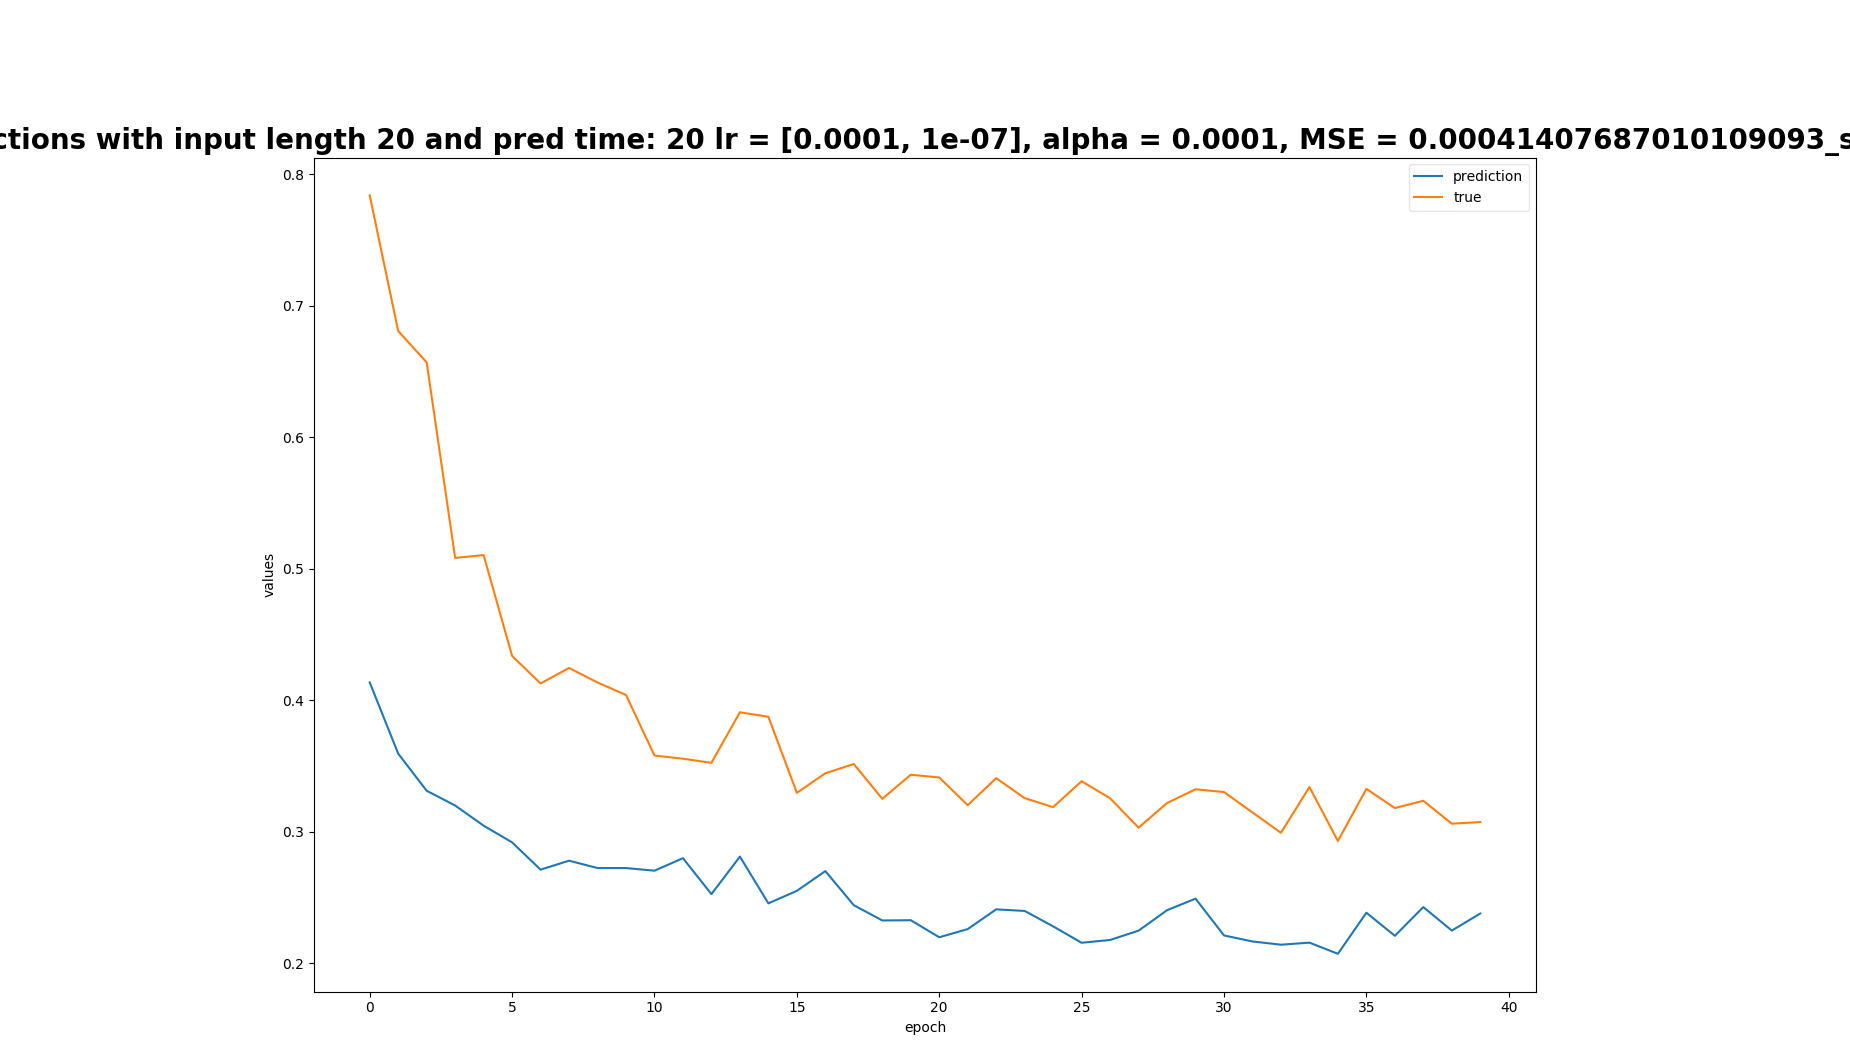 ctions with input length 20 and pred time: 20 lr = [0.0001, 1e-07], alpha = 0.0001, MSE = 0.00041407687010109093_s
prediction
true
0.8
0.7
0.6
0.5
0.4
0.3
0.2
values
0 5 10 15 20 25 30 35 40
epoch